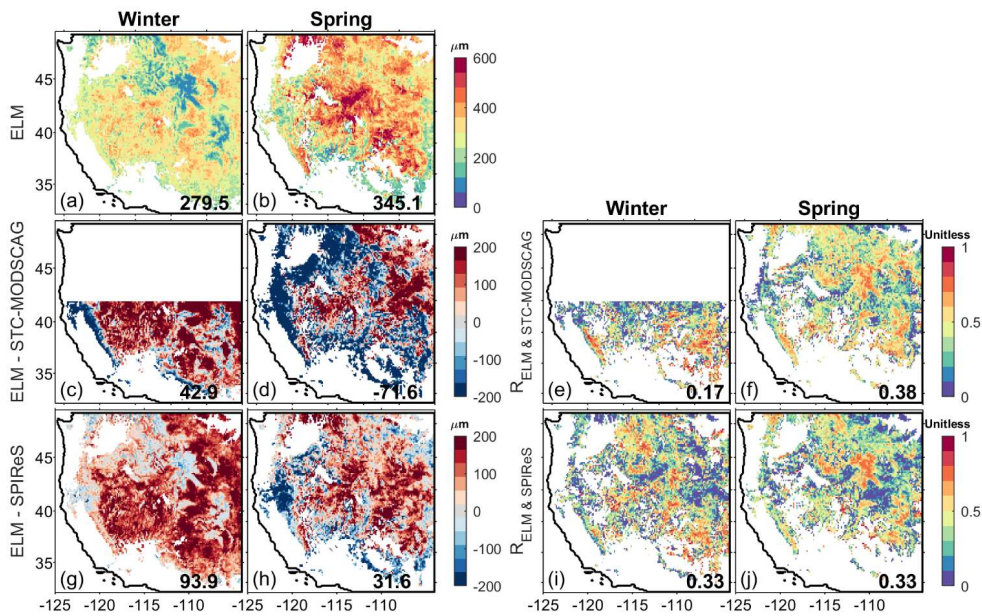 Winter Spring
μm
600
400
200
0
ELM
45
40
35
(a) 279.5
(b) 345.1
Winter Spring
μm
200
100
0
-100
-200
ELM - STC-MODSCAG
45
40
35
(c) 42.9
(d) -71.6
Unitless
1
0.5
0
R ELM & STC-MODSCAG
(e) 0.17
(f) 0.38
μm
200
100
0
-100
-200
ELM - SPIReS
45
40
35
(g) 93.9
(h) 31.6
Unitless
1
0.5
0
R ELM & SPIReS
(i) 0.33
(j) 0.33
-125 -120 -115 -110
-125 -120 -115 -110
-125 -120 -115 -110
-125 -120 -115 -110